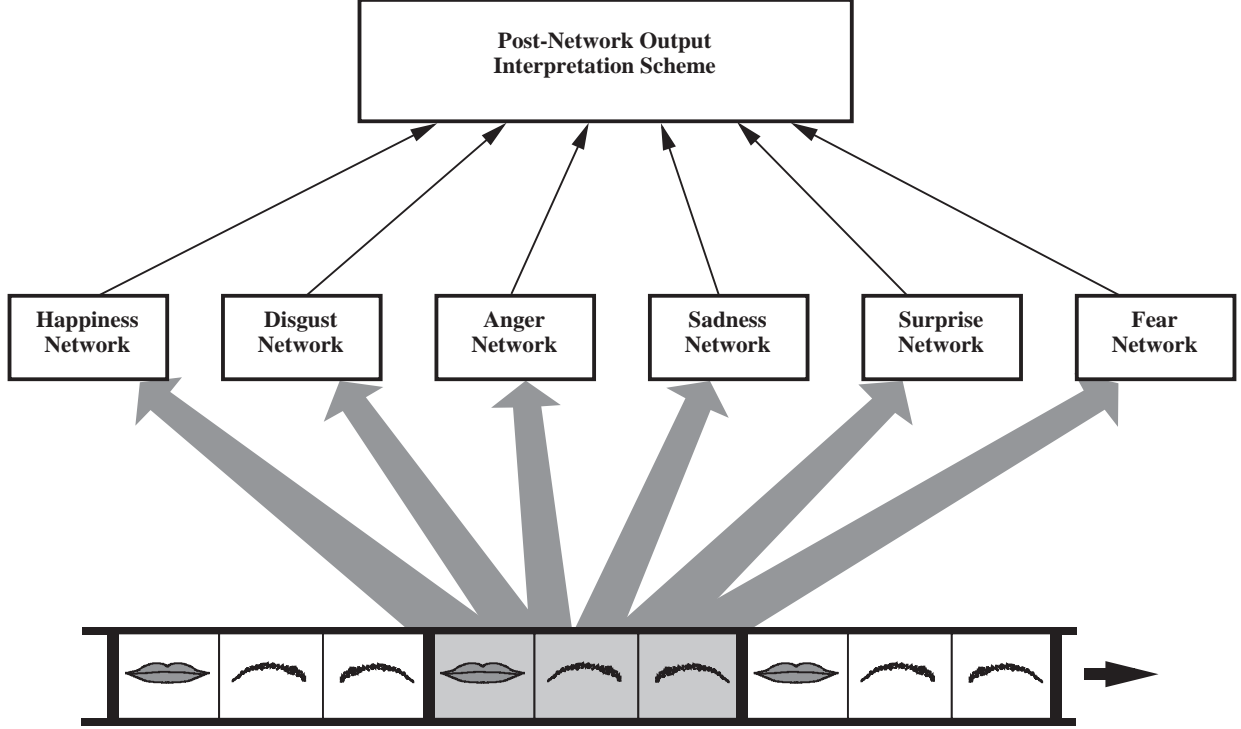 Post-Network Output
Interpretation Scheme
Happiness
Network
Disgust
Network
Anger
Network
Sadness
Network
Surprise
Network
Fear
Network